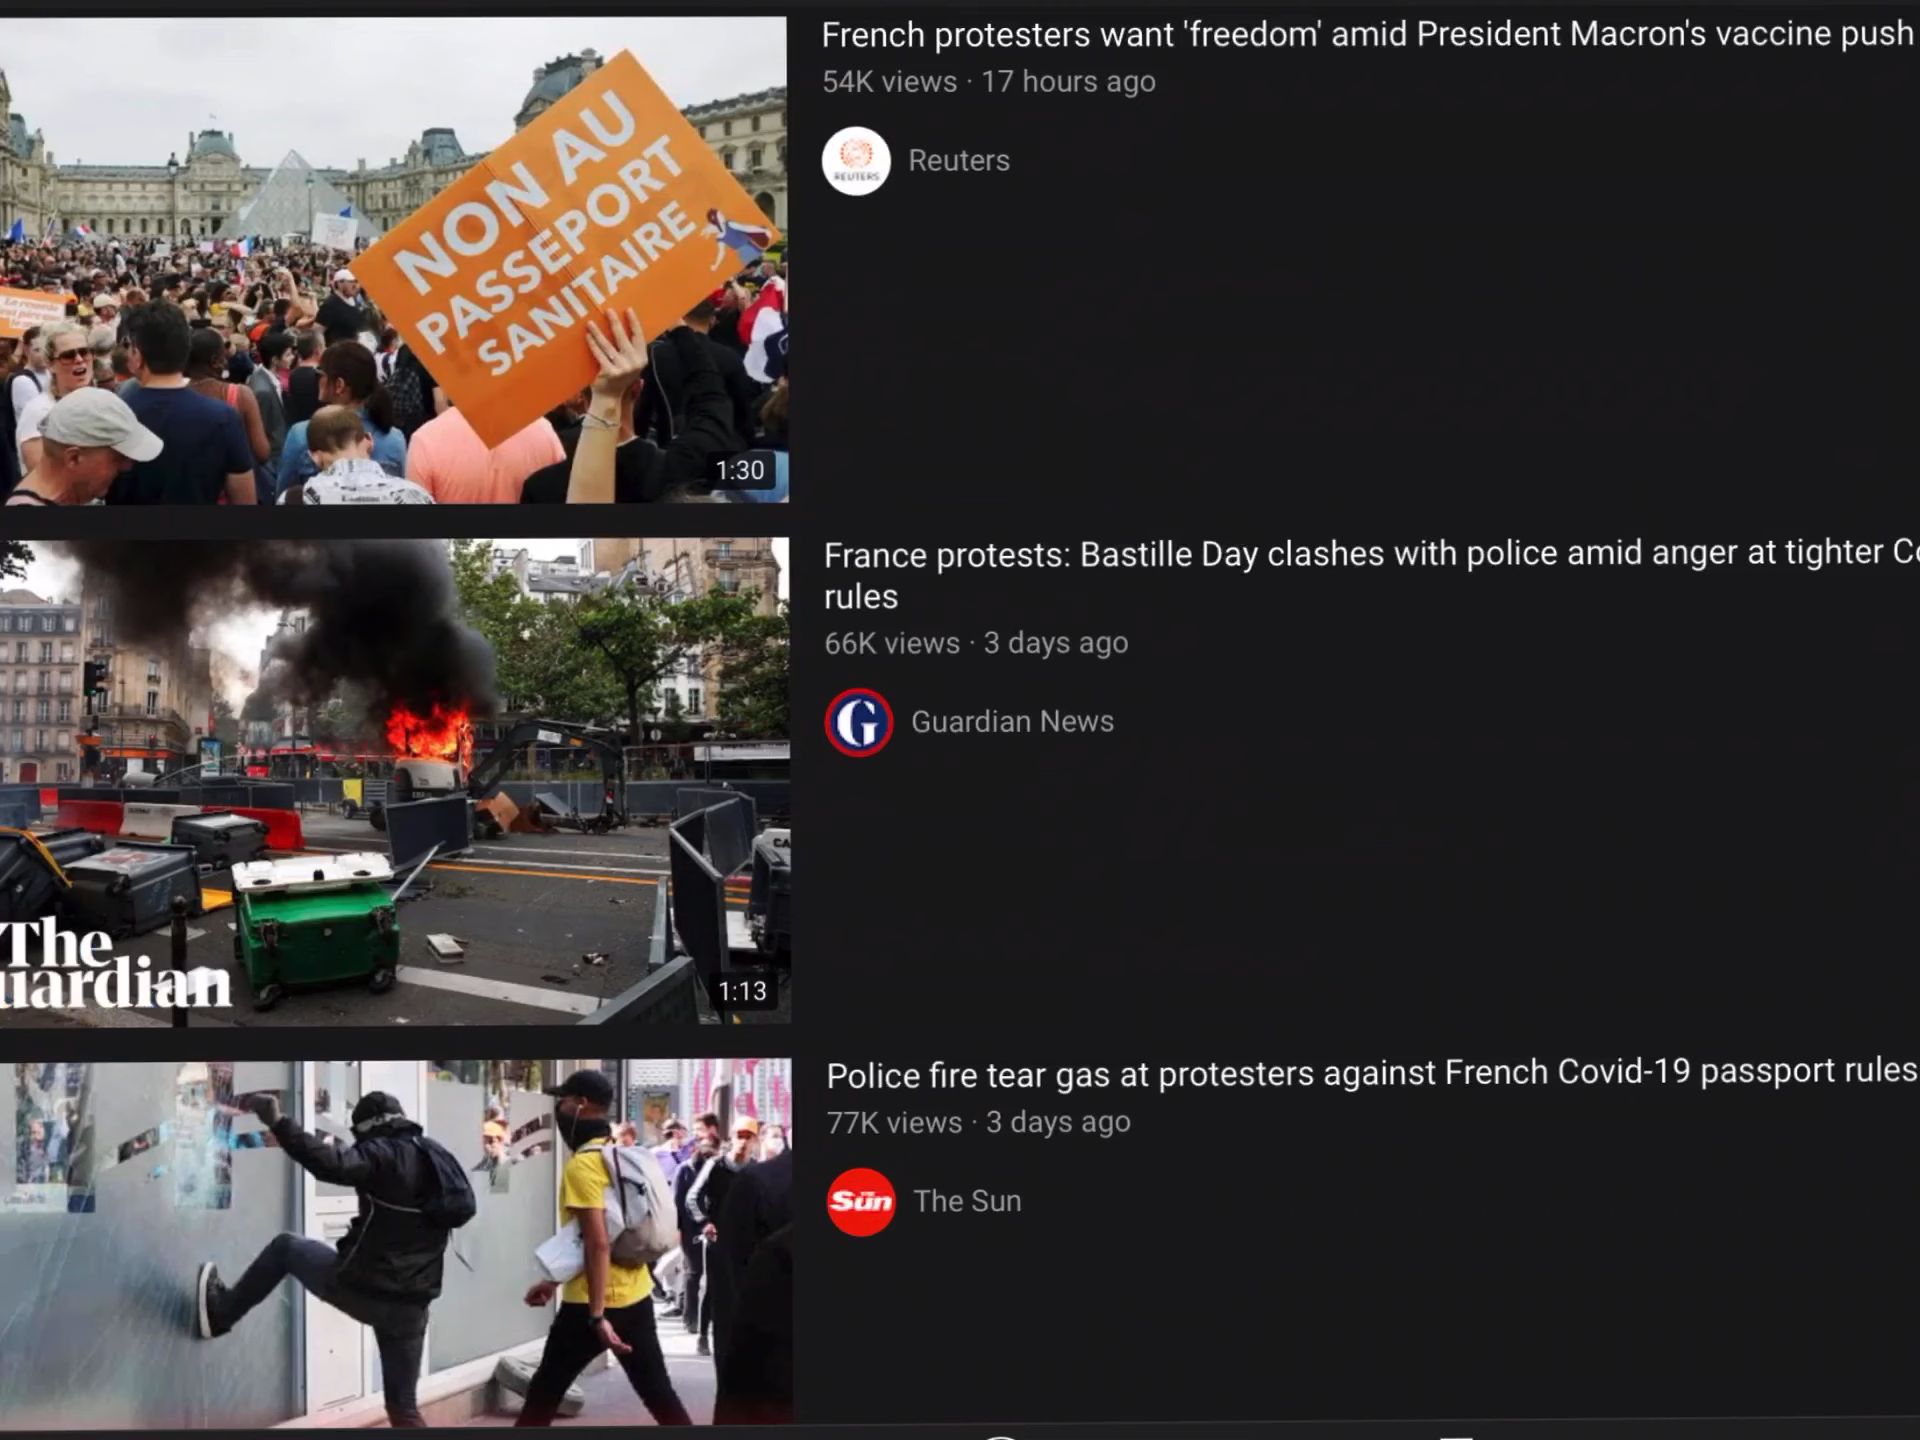 French protesters want 'freedom' amid President Macron's vaccine push
54K views · 17 hours ago
REUTERS
Reuters
NON AU
PASSEPORT
SANITAIRE
1:30
France protests: Bastille Day clashes with police amid anger at tighter Co
rules
66K views · 3 days ago
G
Guardian News
The
uardian
1:13
Police fire tear gas at protesters against French Covid-19 passport rules
77K views · 3 days ago
THE
Sun
The Sun